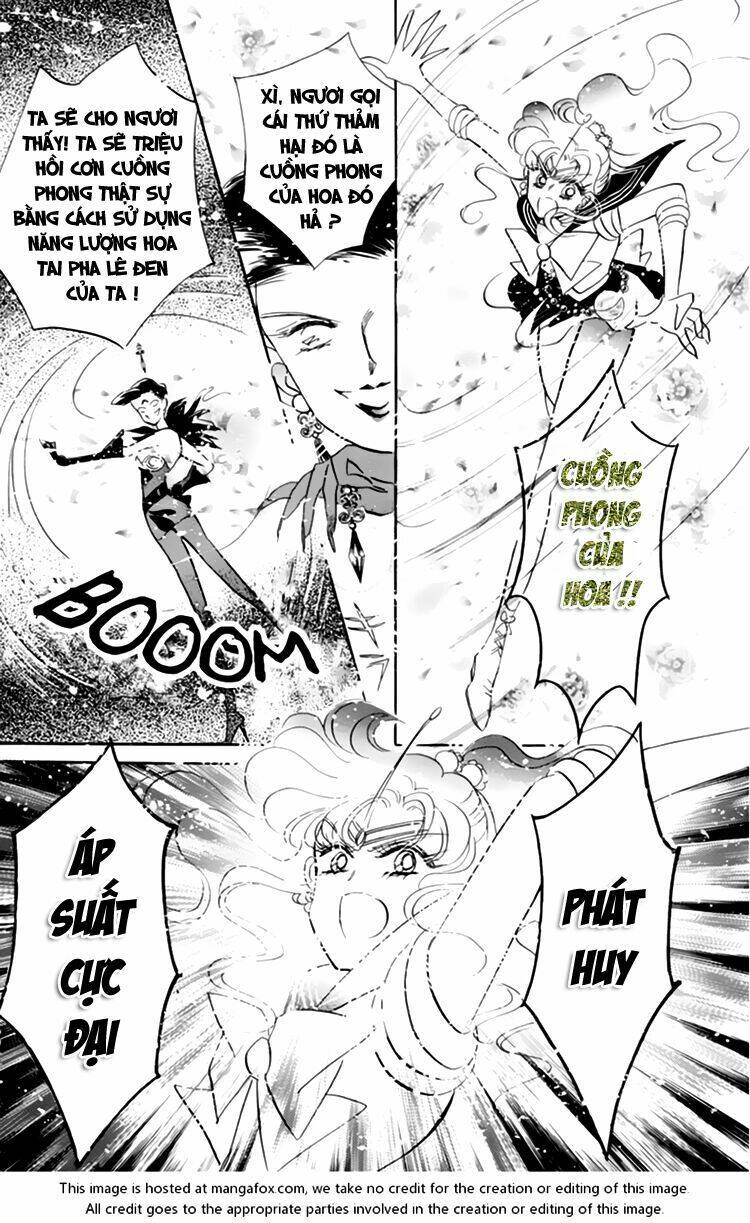 CUỒNG
PHONG
CỦA
HOA !!
XÌ, NGƯƠI GỌI
CÁI THỨ THẢM
HẠI ĐÓ LÀ
CUỒNG PHONG
CỦA HOA ĐÓ
HẢ ?
TA SẼ CHO NGƯƠI
THẤY! TA SẼ TRIỆU
HỒI CƠN CUỒNG
PHONG THẬT SỰ
BẰNG CÁCH SỬ DỤNG
NĂNG LƯỢNG HOA
TAI PHA LÊ ĐEN
CỦA TA !
BOOOM
PHÁT
HUY
ÁP
SUẤT
CỰC
ĐẠI
This image is hosted at mangafox.com, we take no credit for the creation or editing of this image.
All credit goes to the appropriate parties involved in the creation or editing of this image.